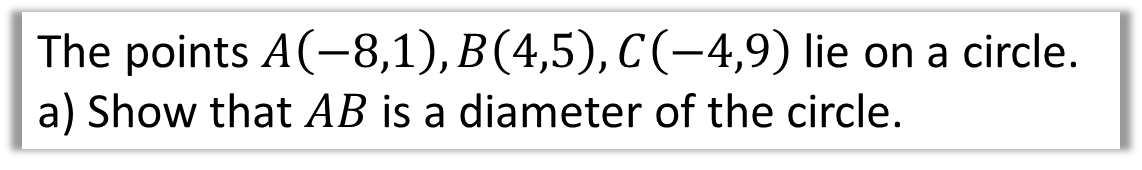 The points A(−8,1), B(4,5), C(−4,9) lie on a circle.
a) Show that AB is a diameter of the circle.